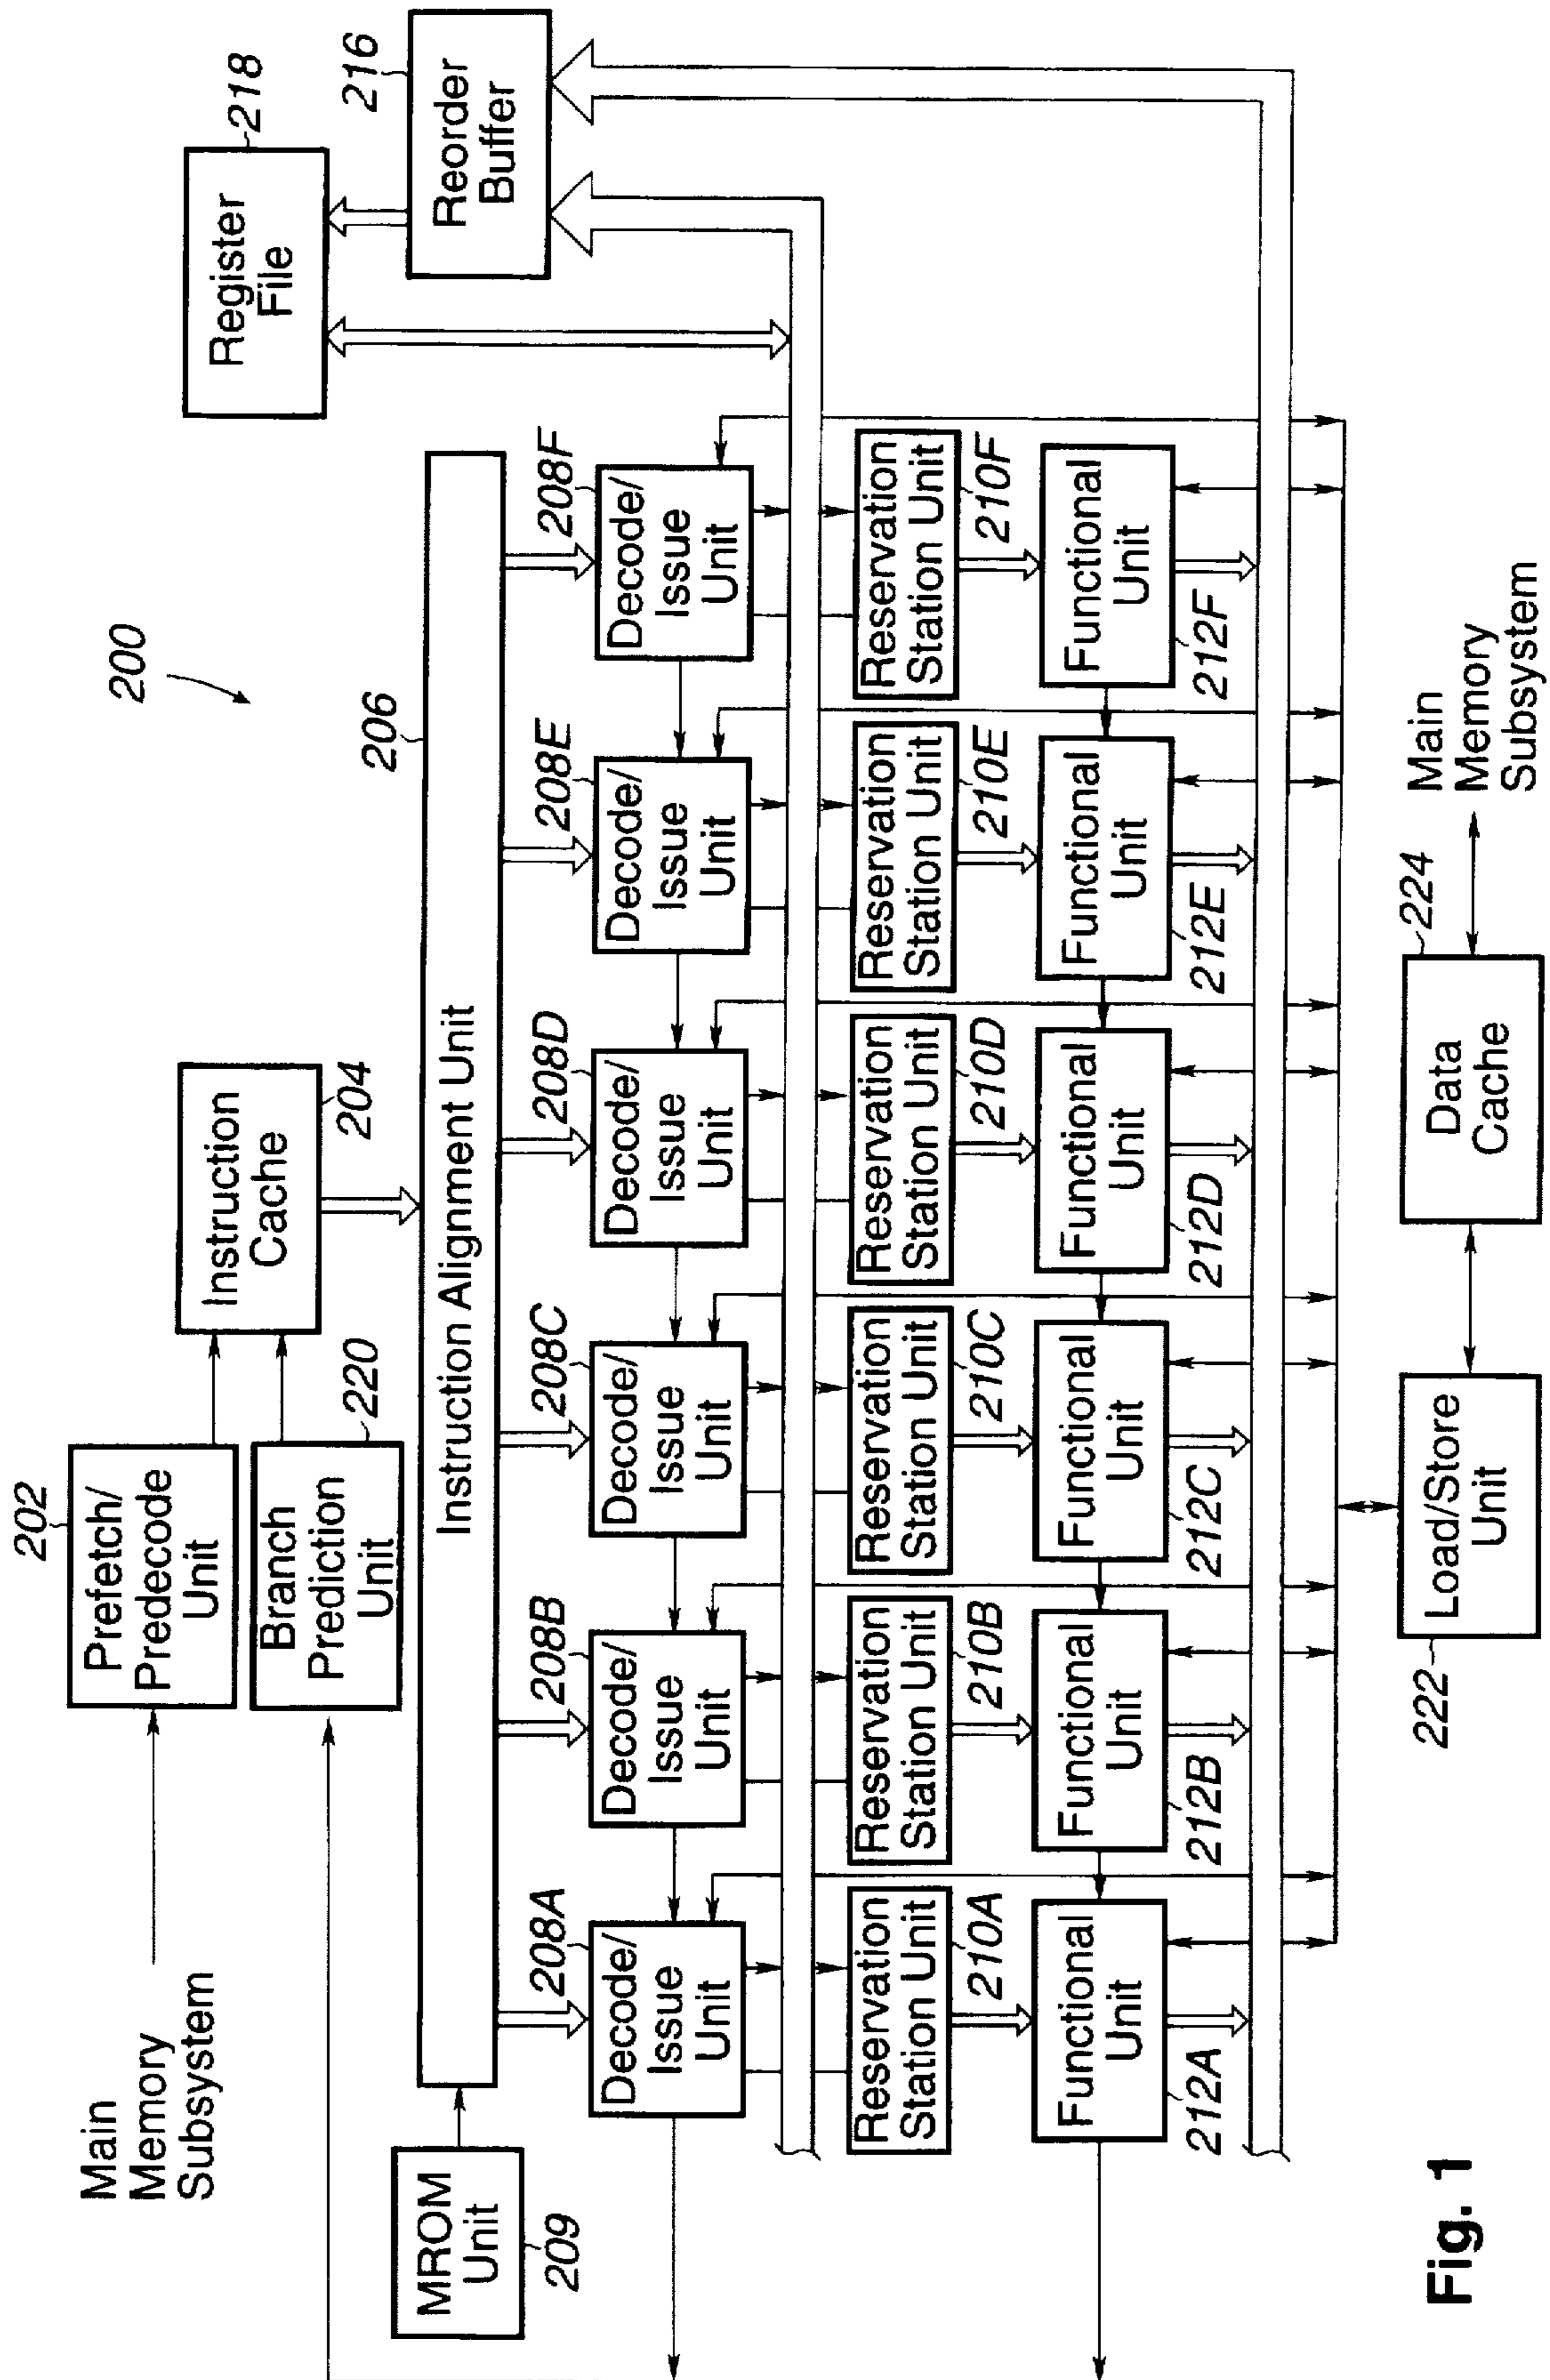 200
Main
Memory
Subsystem
202
Prefetch/
Predecode
Unit
Branch
Prediction
Unit
220
Instruction
Cache
204
Register
File
218
Reorder
Buffer
216
MROM
Unit
209
Instruction Alignment Unit
206
Decode/
Issue
Unit
208A
Decode/
Issue
Unit
208B
Decode/
Issue
Unit
208C
Decode/
Issue
Unit
208D
Decode/
Issue
Unit
208E
Decode/
Issue
Unit
208F
Reservation
Station Unit
210A
Reservation
Station Unit
210B
Reservation
Station Unit
210C
Reservation
Station Unit
210D
Reservation
Station Unit
210E
Reservation
Station Unit
210F
Functional
Unit
212A
Functional
Unit
212B
Functional
Unit
212C
Functional
Unit
212D
Functional
Unit
212E
Functional
Unit
212F
222
Load/Store
Unit
Data
Cache
224
Main
Memory
Subsystem
Fig. 1